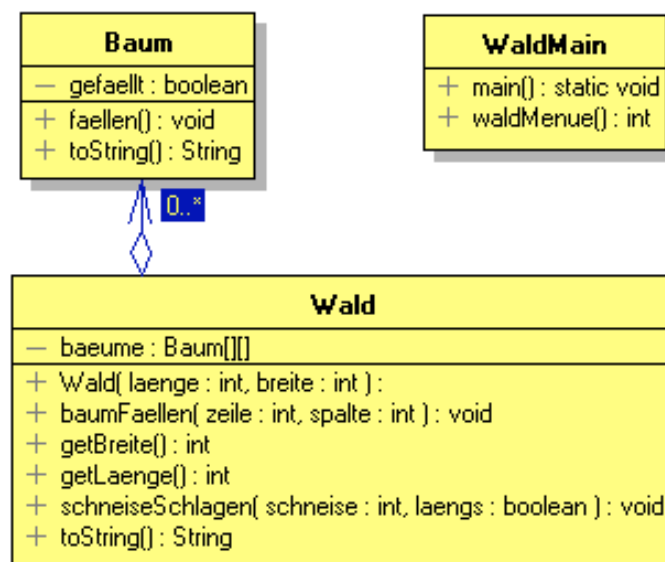 Baum
− gefaellt : boolean
+ faellen() : void
+ toString() : String
WaldMain
+ main() : static void
+ waldMenue() : int
0..*
Wald
− baeume : Baum[][]
+ Wald( laenge : int, breite : int ) :
+ baumFaellen( zeile : int, spalte : int ) : void
+ getBreite() : int
+ getLaenge() : int
+ schneiseSchlagen( schneise : int, laengs : boolean ) : void
+ toString() : String